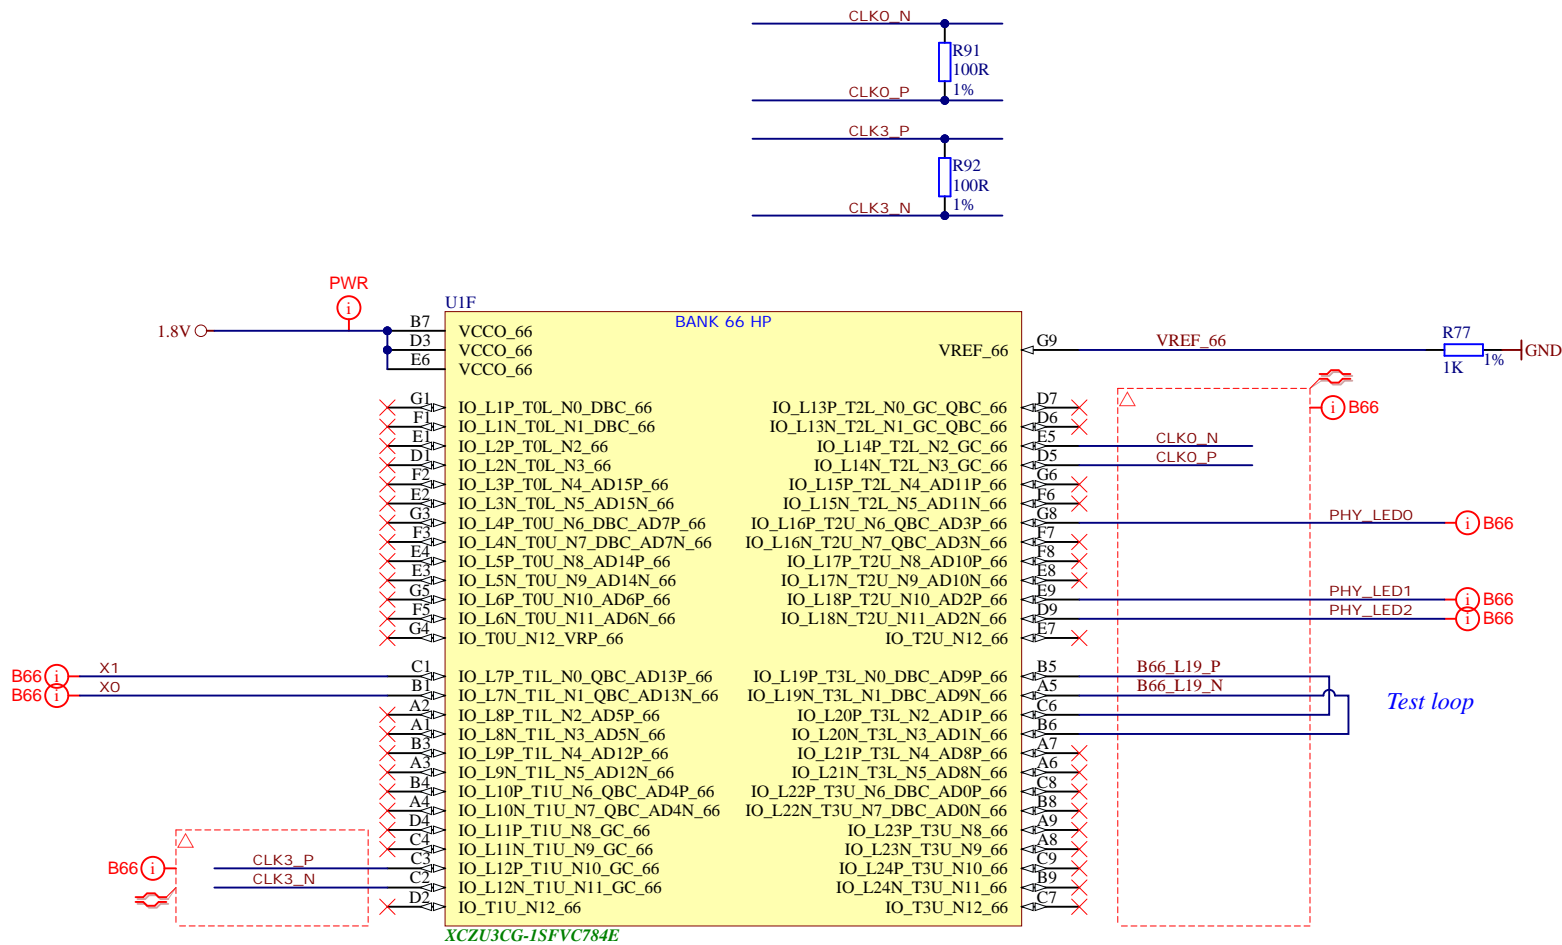 CLK0_N
R91
100R
1%
CLK0_P
CLK3_P
R92
100R
1%
CLK3_N
PWR
i
U1F
BANK 66 HP
1.8V
B7 VCCO_66
D3 VCCO_66
E6 VCCO_66
VREF_66 G9 VREF_66
R77
1K
1%
GND
i B66
G1 IO_L1P_T0L_N0_DBC_66
F1 IO_L1N_T0L_N1_DBC_66
E1 IO_L2P_T0L_N2_66
D1 IO_L2N_T0L_N3_66
F2 IO_L3P_T0L_N4_AD15P_66
E2 IO_L3N_T0L_N5_AD15N_66
G3 IO_L4P_T0U_N6_DBC_AD7P_66
F3 IO_L4N_T0U_N7_DBC_AD7N_66
E4 IO_L5P_T0U_N8_AD14P_66
E3 IO_L5N_T0U_N9_AD14N_66
G5 IO_L6P_T0U_N10_AD6P_66
F5 IO_L6N_T0U_N11_AD6N_66
G4 IO_T0U_N12_VRP_66
B66 i X1 C1 IO_L7P_T1L_N0_QBC_AD13P_66
B66 i X0 B1 IO_L7N_T1L_N1_QBC_AD13N_66
A2 IO_L8P_T1L_N2_AD5P_66
A1 IO_L8N_T1L_N3_AD5N_66
B3 IO_L9P_T1L_N4_AD12P_66
A3 IO_L9N_T1L_N5_AD12N_66
B4 IO_L10P_T1U_N6_QBC_AD4P_66
A4 IO_L10N_T1U_N7_QBC_AD4N_66
D4 IO_L11P_T1U_N8_GC_66
C4 IO_L11N_T1U_N9_GC_66
B66 i CLK3_P C3 IO_L12P_T1U_N10_GC_66
CLK3_N C2 IO_L12N_T1U_N11_GC_66
D2 IO_T1U_N12_66
IO_L13P_T2L_N0_GC_QBC_66 D7
IO_L13N_T2L_N1_GC_QBC_66 D6
IO_L14P_T2L_N2_GC_66 E5 CLK0_N
IO_L14N_T2L_N3_GC_66 D5 CLK0_P
IO_L15P_T2L_N4_AD11P_66 G6
IO_L15N_T2L_N5_AD11N_66 F6
IO_L16P_T2U_N6_QBC_AD3P_66 G8 PHY_LED0 i B66
IO_L16N_T2U_N7_QBC_AD3N_66 F7
IO_L17P_T2U_N8_AD10P_66 F8
IO_L17N_T2U_N9_AD10N_66 E8
IO_L18P_T2U_N10_AD2P_66 E9 PHY_LED1 i B66
IO_L18N_T2U_N11_AD2N_66 D9 PHY_LED2 i B66
IO_T2U_N12_66 E7
IO_L19P_T3L_N0_DBC_AD9P_66 B5 B66_L19_P
IO_L19N_T3L_N1_DBC_AD9N_66 A5 B66_L19_N
Test loop
IO_L20P_T3L_N2_AD1P_66 C6
IO_L20N_T3L_N3_AD1N_66 B6
IO_L21P_T3L_N4_AD8P_66 A7
IO_L21N_T3L_N5_AD8N_66 A6
IO_L22P_T3U_N6_DBC_AD0P_66 C8
IO_L22N_T3U_N7_DBC_AD0N_66 B8
IO_L23P_T3U_N8_66 A9
IO_L23N_T3U_N9_66 A8
IO_L24P_T3U_N10_66 C9
IO_L24N_T3U_N11_66 B9
IO_T3U_N12_66 C7
XCZU3CG-1SFVC784E